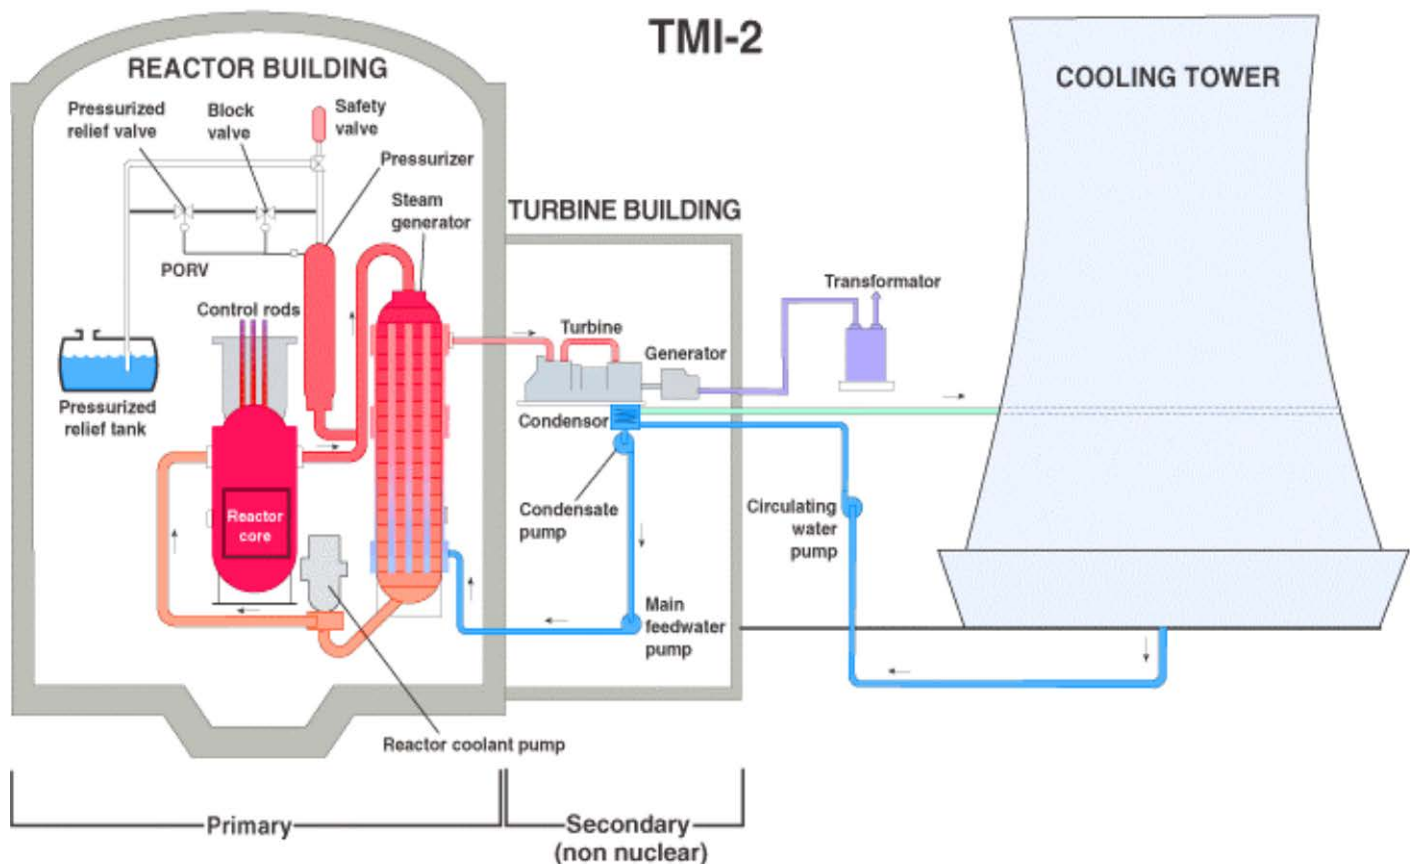 TMI-2
REACTOR BUILDING
COOLING TOWER
Pressurized
relief valve
Block
valve
Safety
valve
Pressurizer
Steam
generator
TURBINE BUILDING
PORV
Control rods
Transformator
Turbine
Generator
Pressurized
relief tank
Condensor
Reactor
core
Condensate
pump
Circulating
water
pump
Main
feedwater
pump
Reactor coolant pump
Primary
Secondary
(non nuclear)